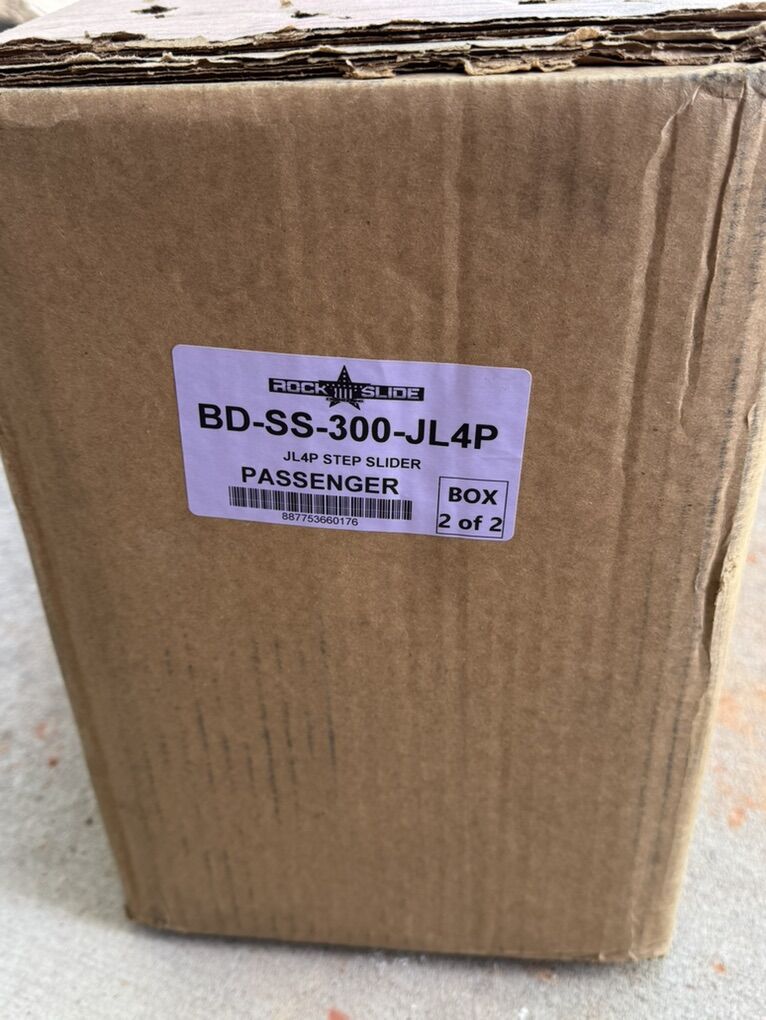 ROCK SLIDE
BD-SS-300-JL4P
JL4P STEP SLIDER
PASSENGER
887753660176
BOX
2 of 2